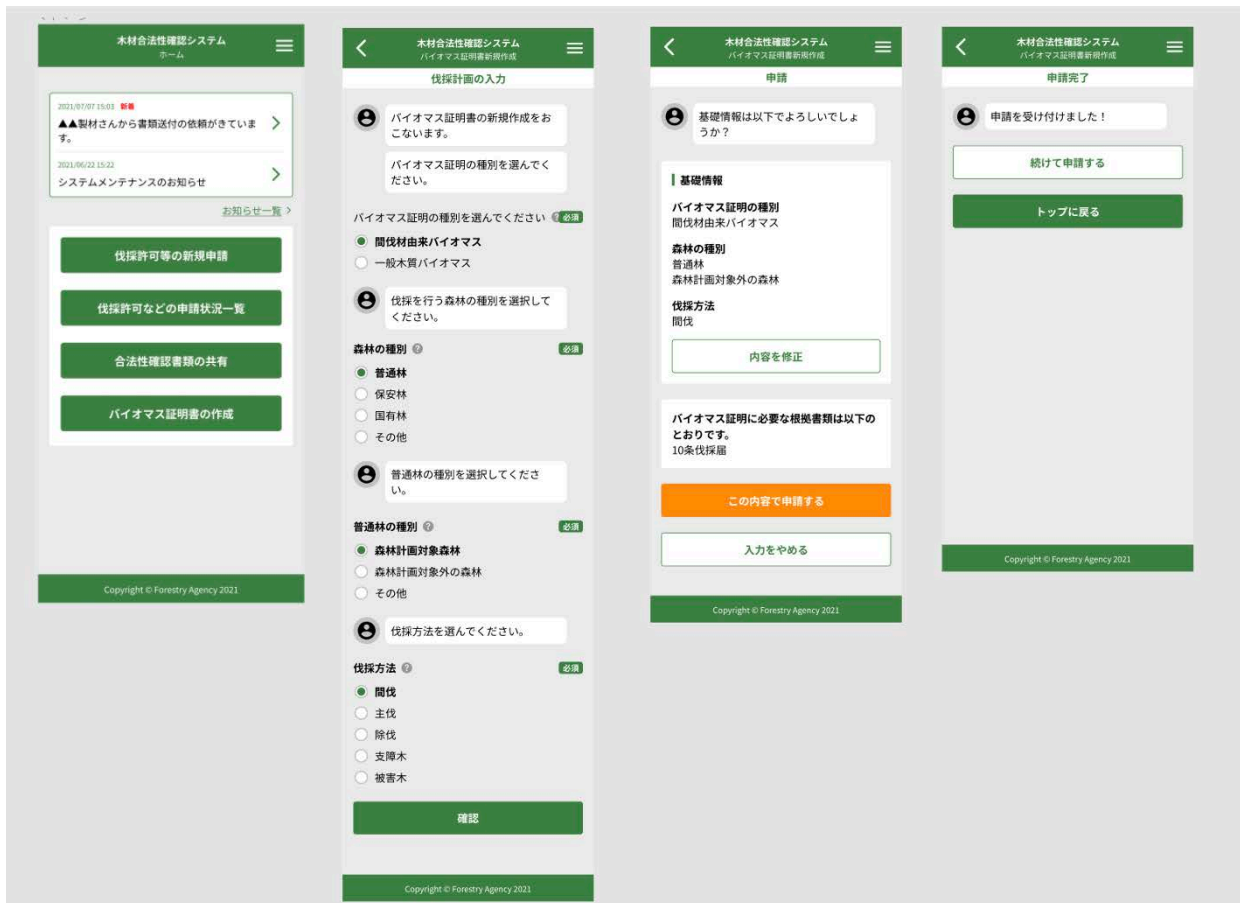 木材合法性確認システム
ホーム
2021/07/07 15:03 新着
▲▲製材さんから書類送付の依頼がきていま
す。
2021/06/22 15:22
システムメンテナンスのお知らせ
お知らせ一覧
伐採許可等の新規申請
伐採許可などの申請状況一覧
合法性確認書類の共有
バイオマス証明書の作成
Copyright © Forestry Agency 2021
木材合法性確認システム
バイオマス証明書新規作成
伐採計画の入力
バイオマス証明書の新規作成をお
こないます。
バイオマス証明の種別を選んでく
ださい。
バイオマス証明の種別を選んでください 必須
間伐材由来バイオマス
一般木質バイオマス
伐採を行う森林の種別を選択して
ください。
森林の種別 必須
普通林
保安林
国有林
その他
普通林の種別を選択してくださ
い。
普通林の種別 必須
森林計画対象森林
森林計画対象外の森林
その他
伐採方法を選んでください。
伐採方法 必須
間伐
主伐
除伐
支障木
被害木
確認
Copyright © Forestry Agency 2021
木材合法性確認システム
バイオマス証明書新規作成
申請
基礎情報は以下でよろしいでしょ
うか？
基礎情報
バイオマス証明の種別
間伐材由来バイオマス
森林の種別
普通林
森林計画対象外の森林
伐採方法
間伐
内容を修正
バイオマス証明に必要な根拠書類は以下の
とおりです。
10条伐採届
この内容で申請する
入力をやめる
Copyright © Forestry Agency 2021
木材合法性確認システム
バイオマス証明書新規作成
申請完了
申請を受け付けました！
続けて申請する
トップに戻る
Copyright © Forestry Agency 2021